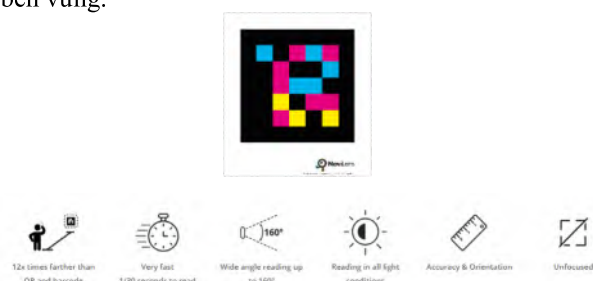 bền vững.
NaviLens
160°
12x times farther than
QR and barcode
Very fast
1/30 seconds to read
Wide angle reading up
to 160°
Reading in all light
conditions
Accuracy & Orientation
Unfocused